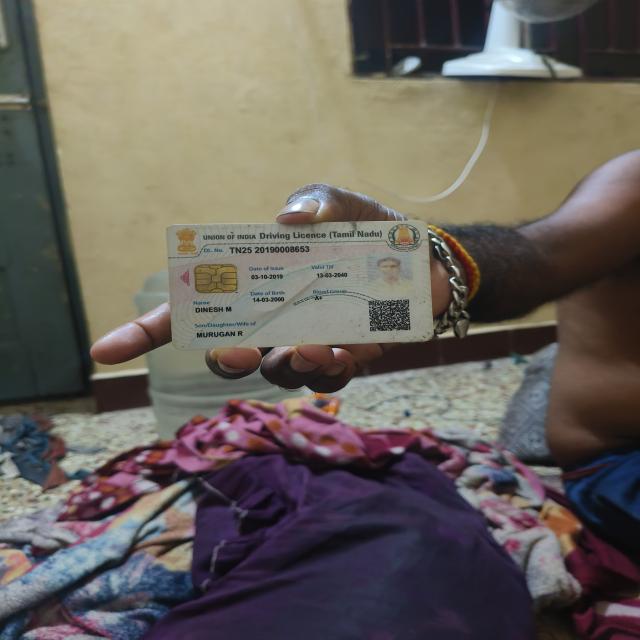 UNION OF INDIA Driving Licence (Tamil Nadu)
DL. No. TN25 20190008653
Date of Issue Valid Till
03-10-2019 13-03-2040
Date of Birth Blood Group
14-03-2000 A+
Name
DINESH M
Son/Daughter/Wife of
MURUGAN R